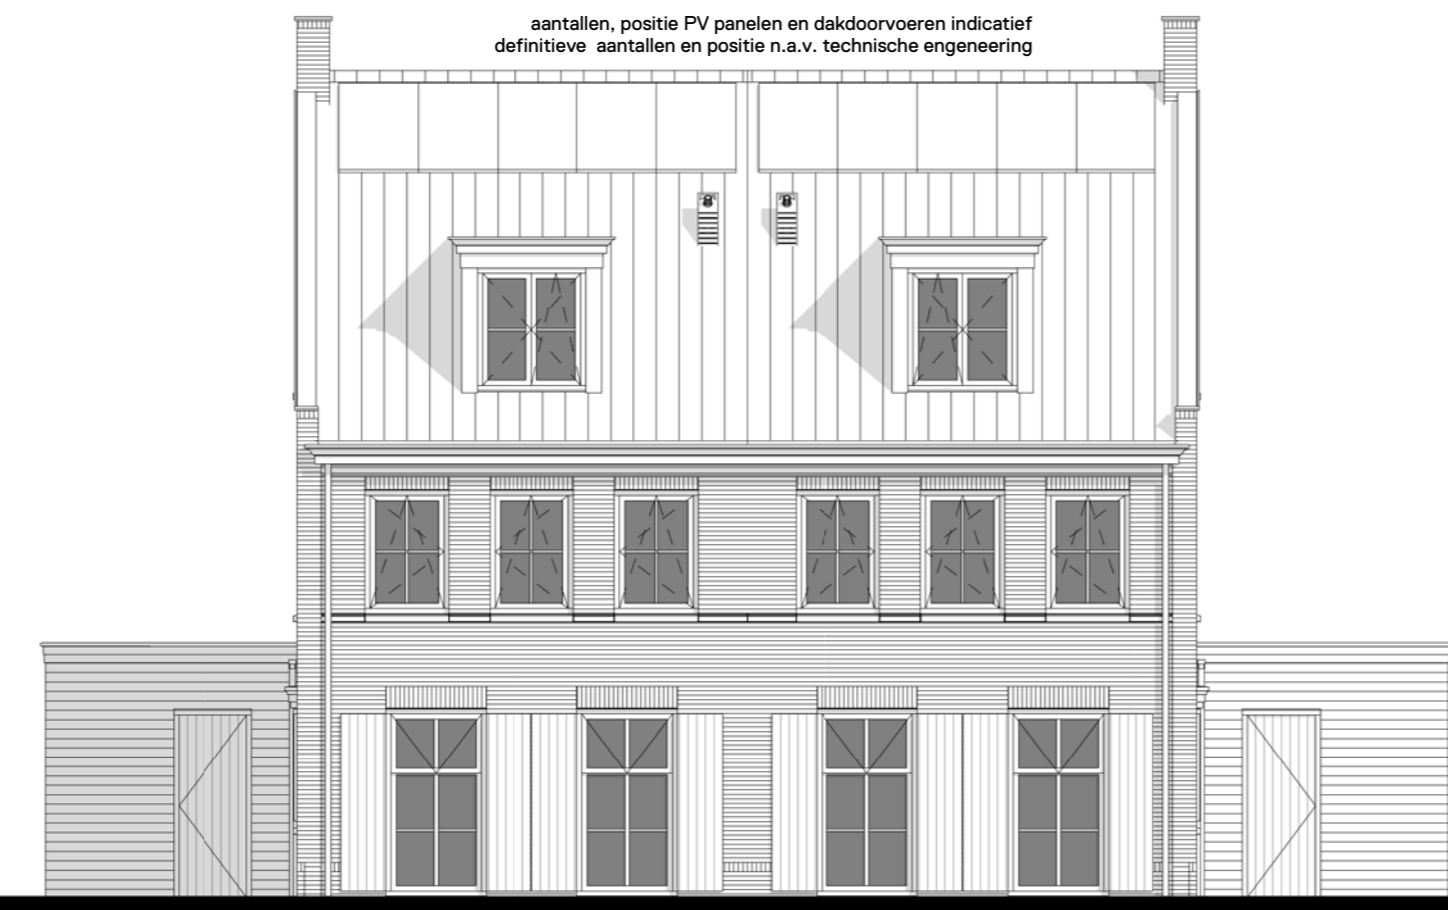 aantallen, positie PV panelen en dakdoorvoeren indicatief
definitieve  aantallen en positie n.a.v. technische engeneering